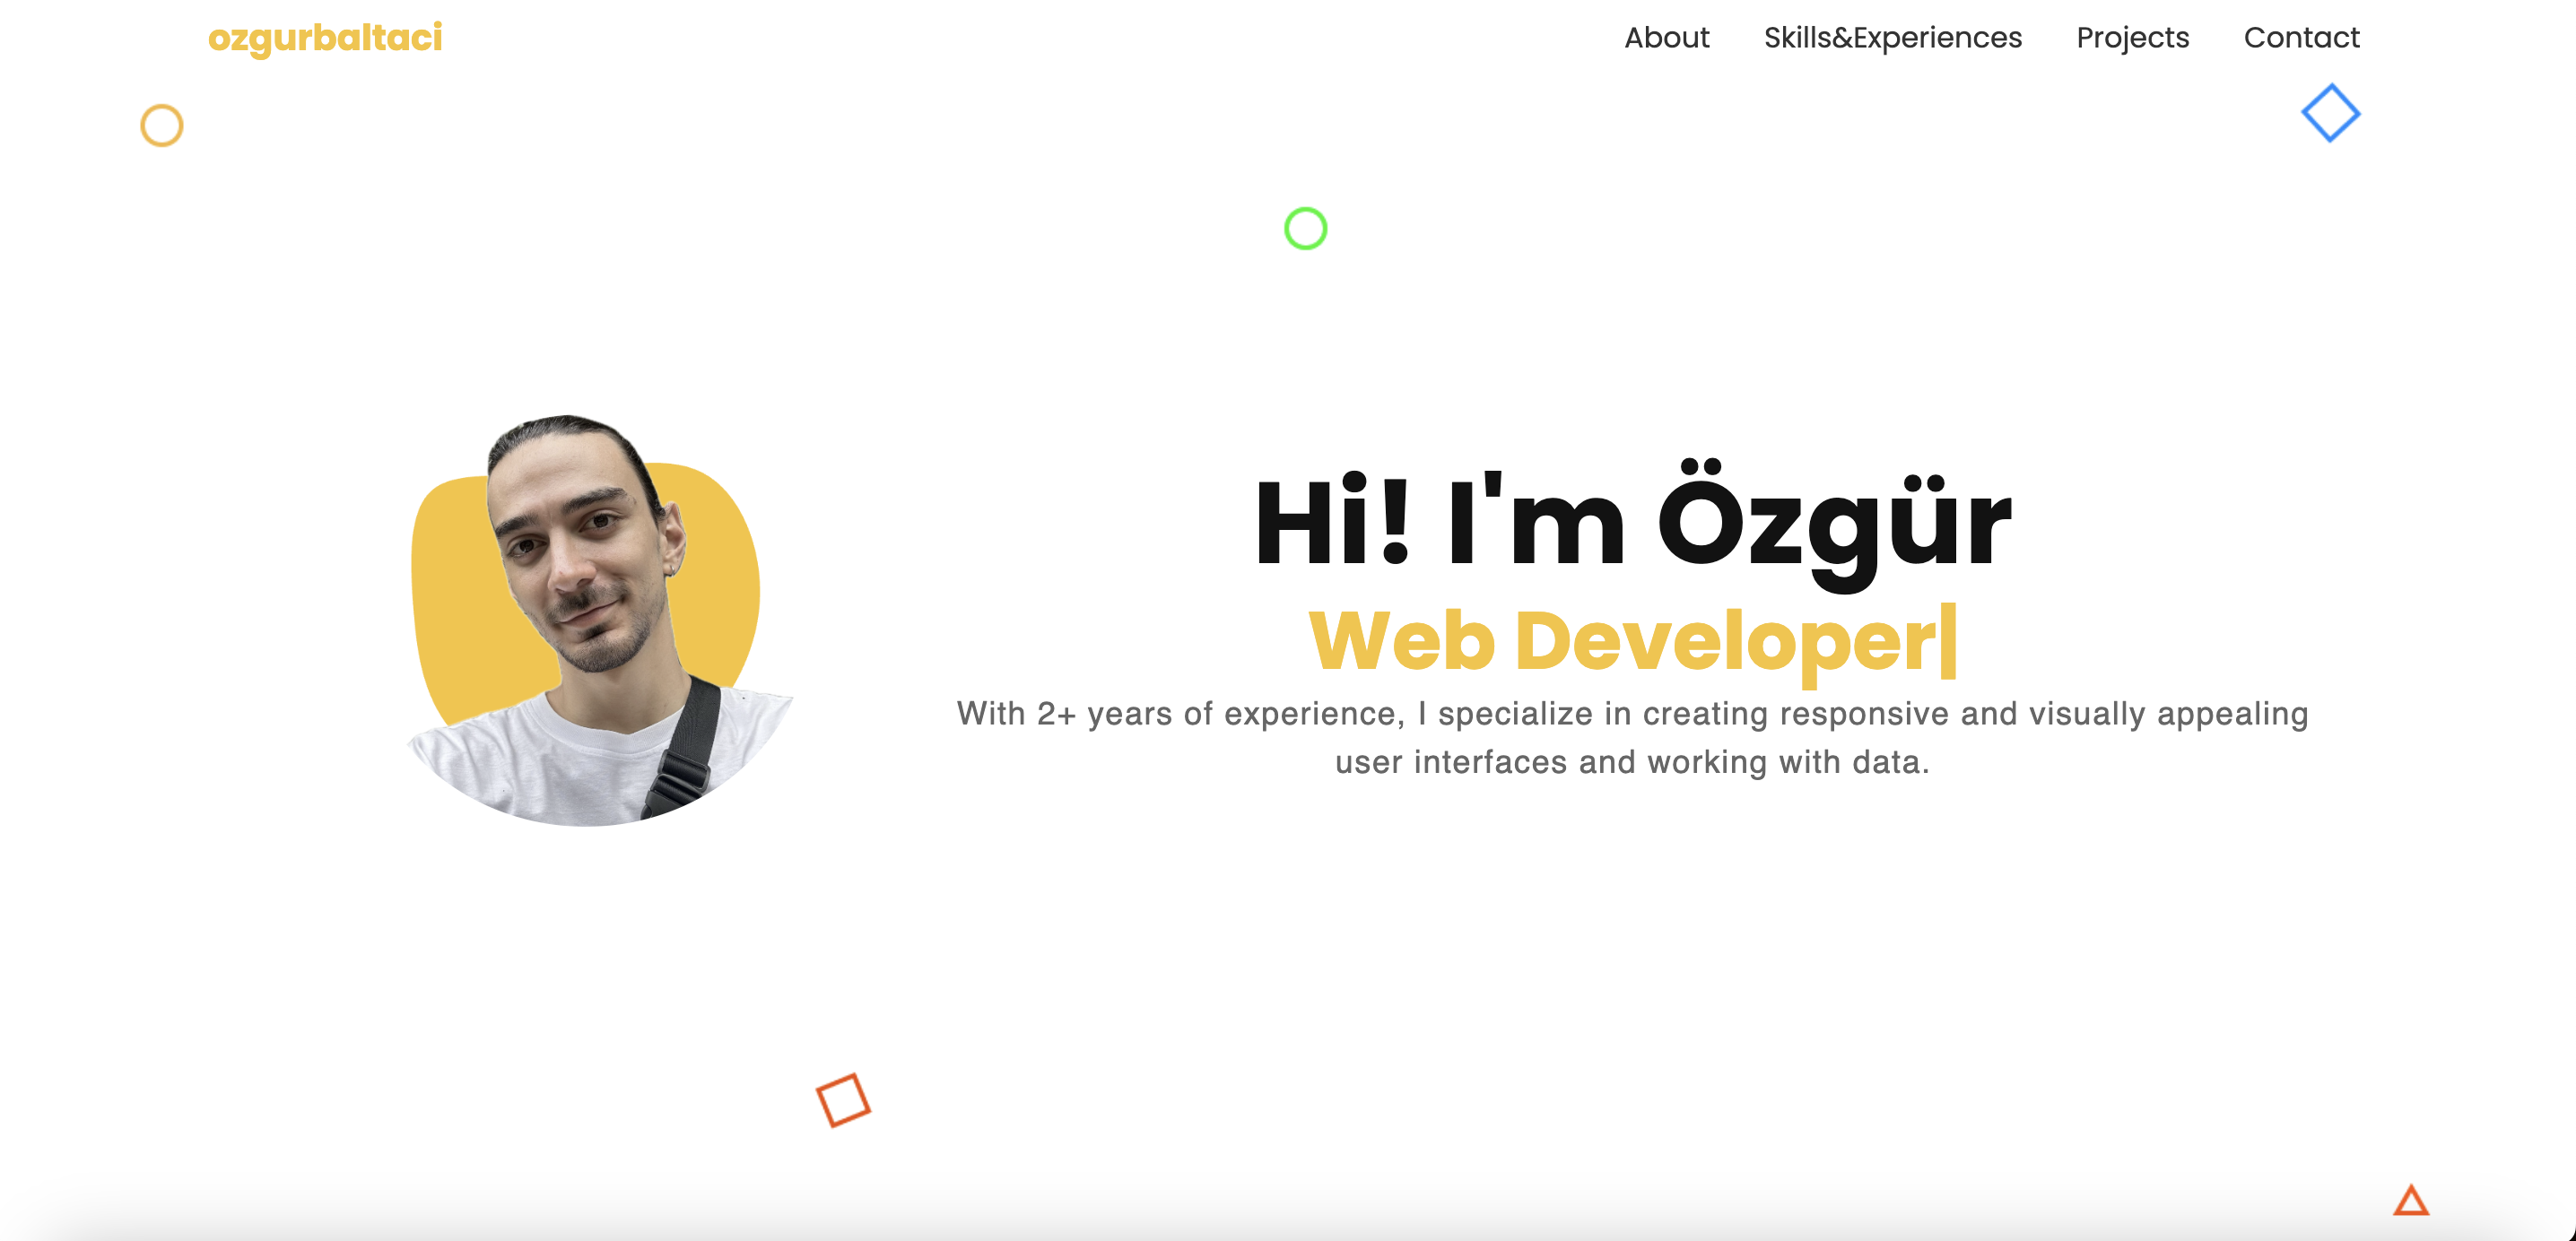 ozgurbaltaci
About Skills&Experiences Projects Contact
Hi! I'm Özgür
Web Developer|
With 2+ years of experience, I specialize in creating responsive and visually appealing
user interfaces and working with data.